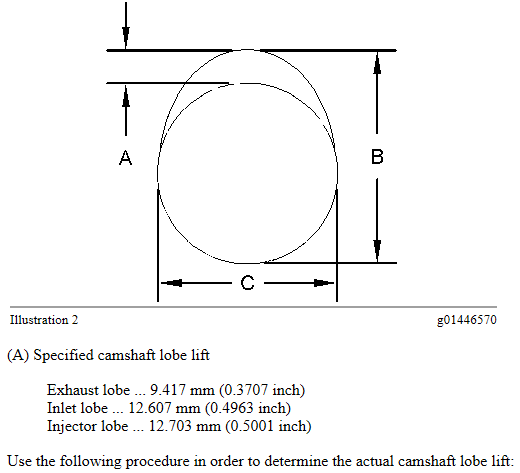 A
B
C
Illustration 2 g01446570
(A) Specified camshaft lobe lift
Exhaust lobe ... 9.417 mm (0.3707 inch)
Inlet lobe ... 12.607 mm (0.4963 inch)
Injector lobe ... 12.703 mm (0.5001 inch)
Use the following procedure in order to determine the actual camshaft lobe lift: